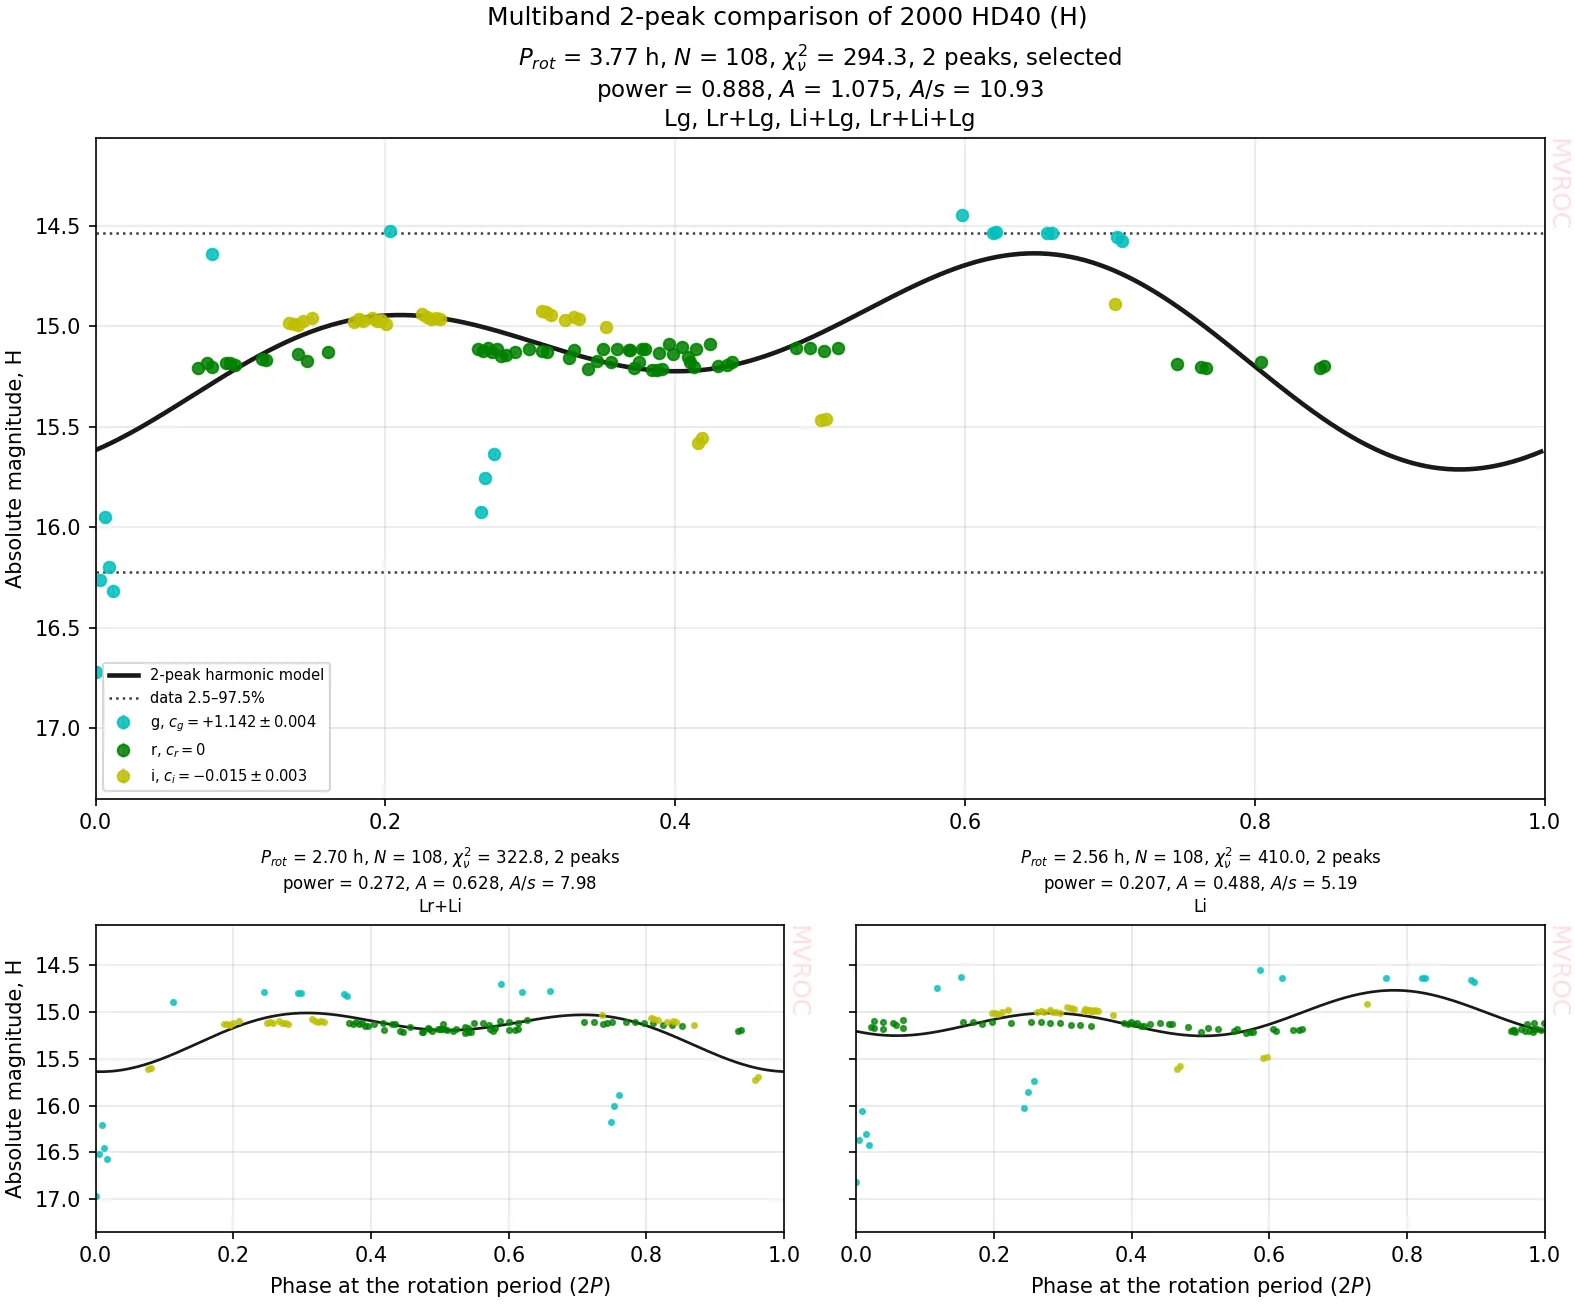 Multiband 2-peak comparison of 2000 HD40 (H)
P_rot = 3.77 h, N = 108, χ²_ν = 294.3, 2 peaks, selected
power = 0.888, A = 1.075, A/s = 10.93
Lg, Lr+Lg, Li+Lg, Lr+Li+Lg
MVROC
Absolute magnitude, H
14.5
15.0
15.5
16.0
16.5
17.0
2-peak harmonic model
data 2.5–97.5%
g, c_g = +1.142 ± 0.004
r, c_r = 0
i, c_i = −0.015 ± 0.003
0.0 0.2 0.4 0.6 0.8 1.0
P_rot = 2.70 h, N = 108, χ²_ν = 322.8, 2 peaks
power = 0.272, A = 0.628, A/s = 7.98
Lr+Li
MVROC
Absolute magnitude, H
14.5
15.0
15.5
16.0
16.5
17.0
0.0 0.2 0.4 0.6 0.8 1.0
Phase at the rotation period (2P)
P_rot = 2.56 h, N = 108, χ²_ν = 410.0, 2 peaks
power = 0.207, A = 0.488, A/s = 5.19
Li
MVROC
0.0 0.2 0.4 0.6 0.8 1.0
Phase at the rotation period (2P)